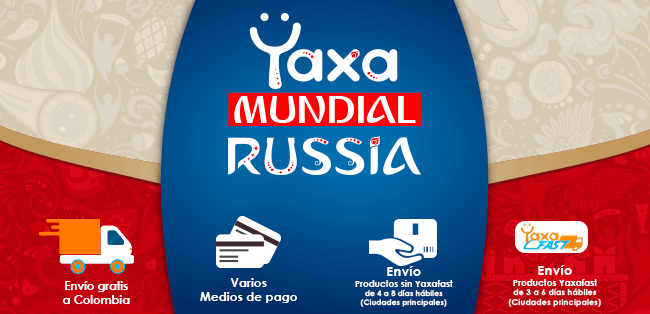 Yaxa
MUNDIAL
RUSSIA
Envío gratis
a Colombia
Varios
Medios de pago
Envío
Productos sin Yaxafast
de 4 a 8 días hábiles
(Ciudades principales)
Yaxa
FAST
Envío
Productos Yaxafast
de 3 a 6 días hábiles
(Ciudades principales)